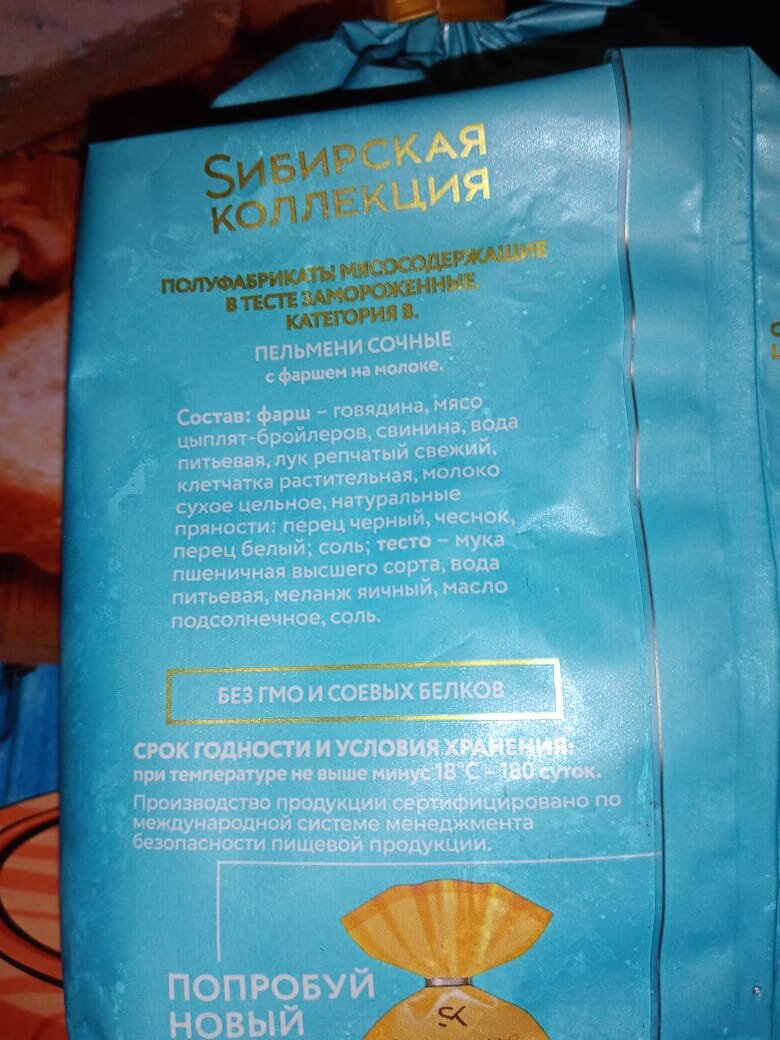 SИБИРСКАЯ
КОЛЛЕКЦИЯ
ПОЛУФАБРИКАТЫ МЯСОСОДЕРЖАЩИЕ
В ТЕСТЕ ЗАМОРОЖЕННЫЕ.
КАТЕГОРИЯ В.
ПЕЛЬМЕНИ СОЧНЫЕ
с фаршем на молоке.
Состав: фарш – говядина, мясо
цыплят-бройлеров, свинина, вода
питьевая, лук репчатый свежий,
клетчатка растительная, молоко
сухое цельное, натуральные
пряности: перец черный, чеснок,
перец белый; соль; тесто – мука
пшеничная высшего сорта, вода
питьевая, меланж яичный, масло
подсолнечное, соль.
БЕЗ ГМО И СОЕВЫХ БЕЛКОВ
СРОК ГОДНОСТИ И УСЛОВИЯ ХРАНЕНИЯ:
при температуре не выше минус 18°С – 180 суток.
Производство продукции сертифицировано по
международной системе менеджмента
безопасности пищевой продукции.
ПОПРОБУЙ
НОВЫЙ
SK